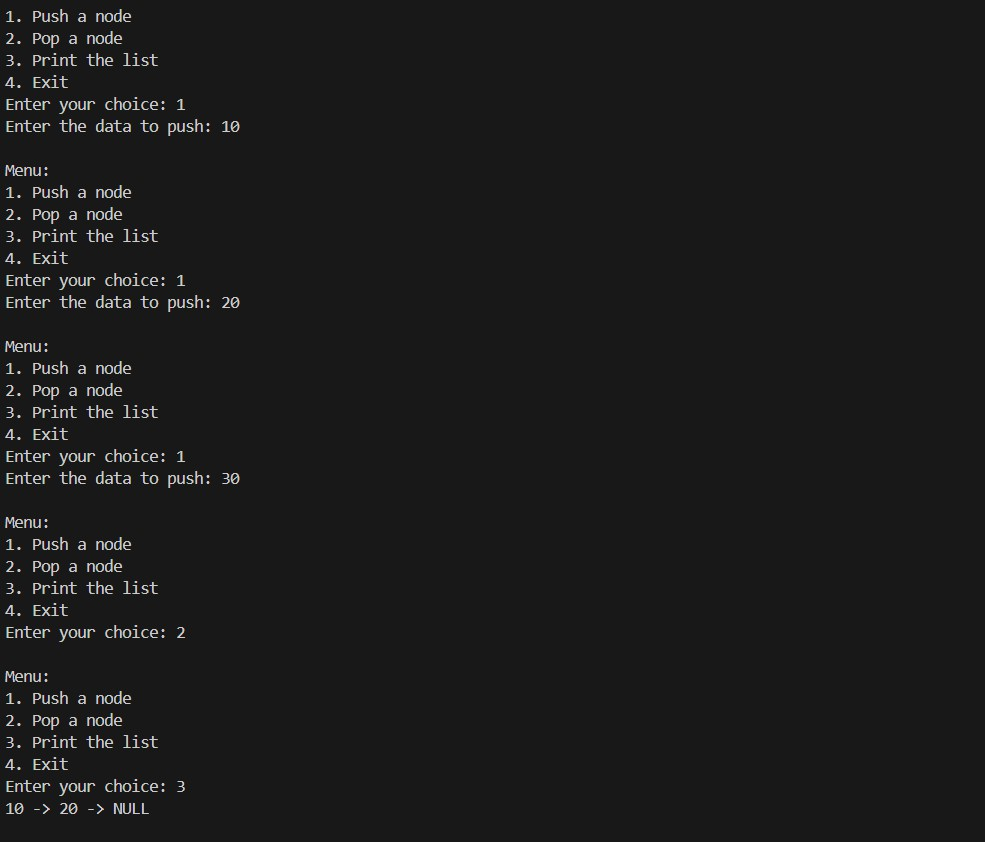 1. Push a node
2. Pop a node
3. Print the list
4. Exit
Enter your choice: 1
Enter the data to push: 10
Menu:
1. Push a node
2. Pop a node
3. Print the list
4. Exit
Enter your choice: 1
Enter the data to push: 20
Menu:
1. Push a node
2. Pop a node
3. Print the list
4. Exit
Enter your choice: 1
Enter the data to push: 30
Menu:
1. Push a node
2. Pop a node
3. Print the list
4. Exit
Enter your choice: 2
Menu:
1. Push a node
2. Pop a node
3. Print the list
4. Exit
Enter your choice: 3
10 -> 20 -> NULL